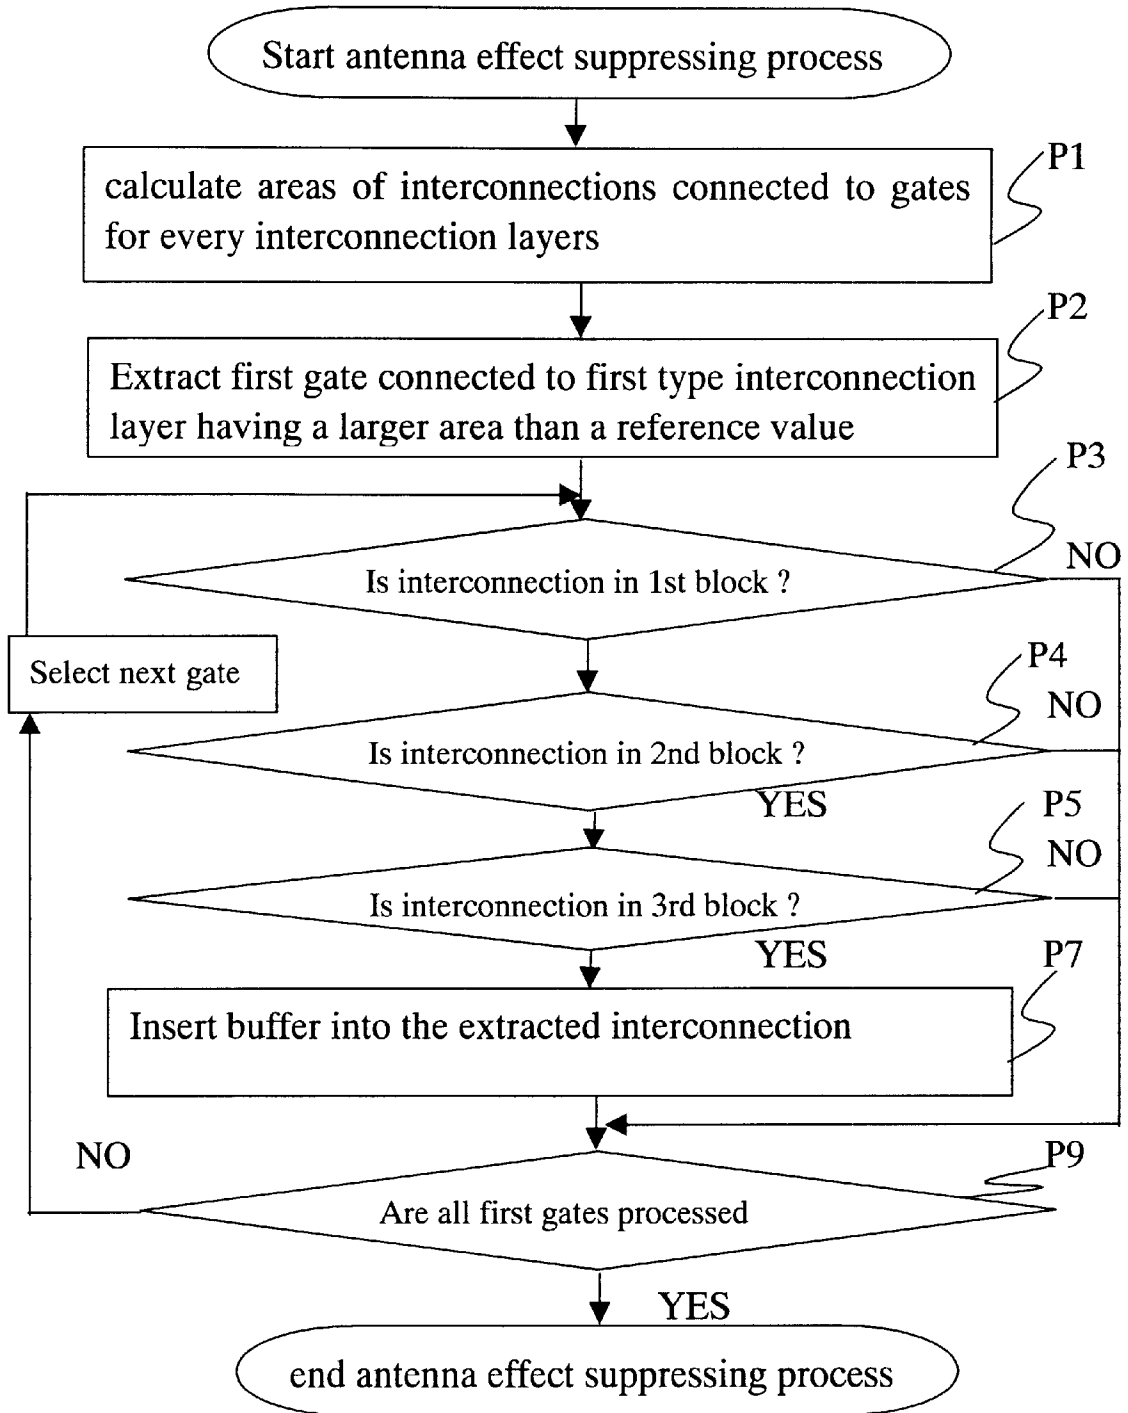 Start antenna effect suppressing process
P1
calculate areas of interconnections connected to gates
for every interconnection layers
P2
Extract first gate connected to first type interconnection
layer having a larger area than a reference value
P3
NO
Is interconnection in 1st block ?
Select next gate
P4
NO
Is interconnection in 2nd block ?
YES
P5
NO
Is interconnection in 3rd block ?
YES
P7
Insert buffer into the extracted interconnection
NO
P9
Are all first gates processed
YES
end antenna effect suppressing process